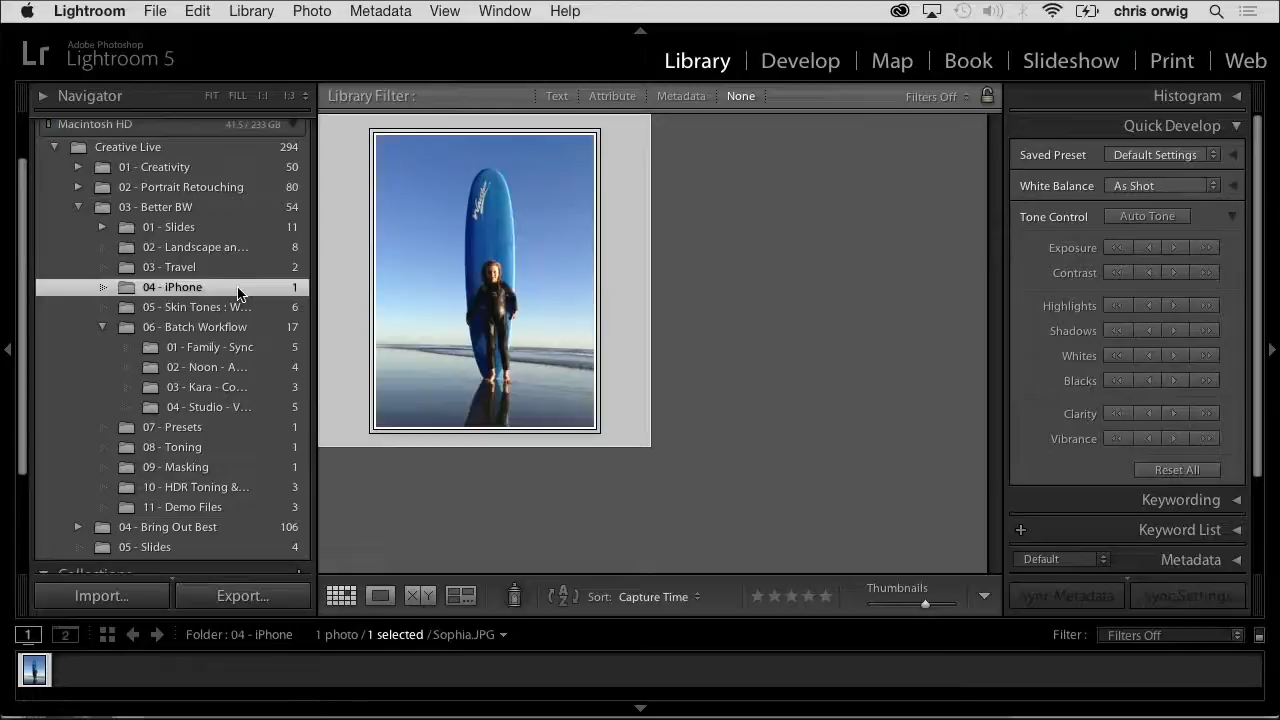 Lightroom File Edit Library Photo Metadata View Window Help chris orwig
Lr Adobe Photoshop Lightroom 5
Library | Develop | Map | Book | Slideshow | Print | Web
Navigator FIT FILL 1:1 1:3
Library Filter : Text Attribute Metadata None Filters Off
Histogram
Macintosh HD 41.5 / 233 GB
Quick Develop
Creative Live 294
Saved Preset Default Settings
01 - Creativity 50
02 - Portrait Retouching 80
White Balance As Shot
03 - Better BW 54
Tone Control Auto Tone
01 - Slides 11
02 - Landscape an... 8
Exposure
03 - Travel 2
Contrast
04 - iPhone 1
05 - Skin Tones : W... 6
Highlights
06 - Batch Workflow 17
Shadows
01 - Family - Sync 5
Whites
02 - Noon - A... 4
Blacks
03 - Kara - Co... 3
04 - Studio - V... 5
Clarity
07 - Presets 1
Vibrance
08 - Toning 1
09 - Masking 1
Reset All
10 - HDR Toning &... 3
Keywording
11 - Demo Files 3
04 - Bring Out Best 106
Keyword List
05 - Slides 4
Default Metadata
Collections
Import... Export...
XY
Sort: Capture Time
Thumbnails
Sync Metadata Sync Settings
1 2 Folder : 04 - iPhone 1 photo / 1 selected / Sophia.JPG
Filter : Filters Off